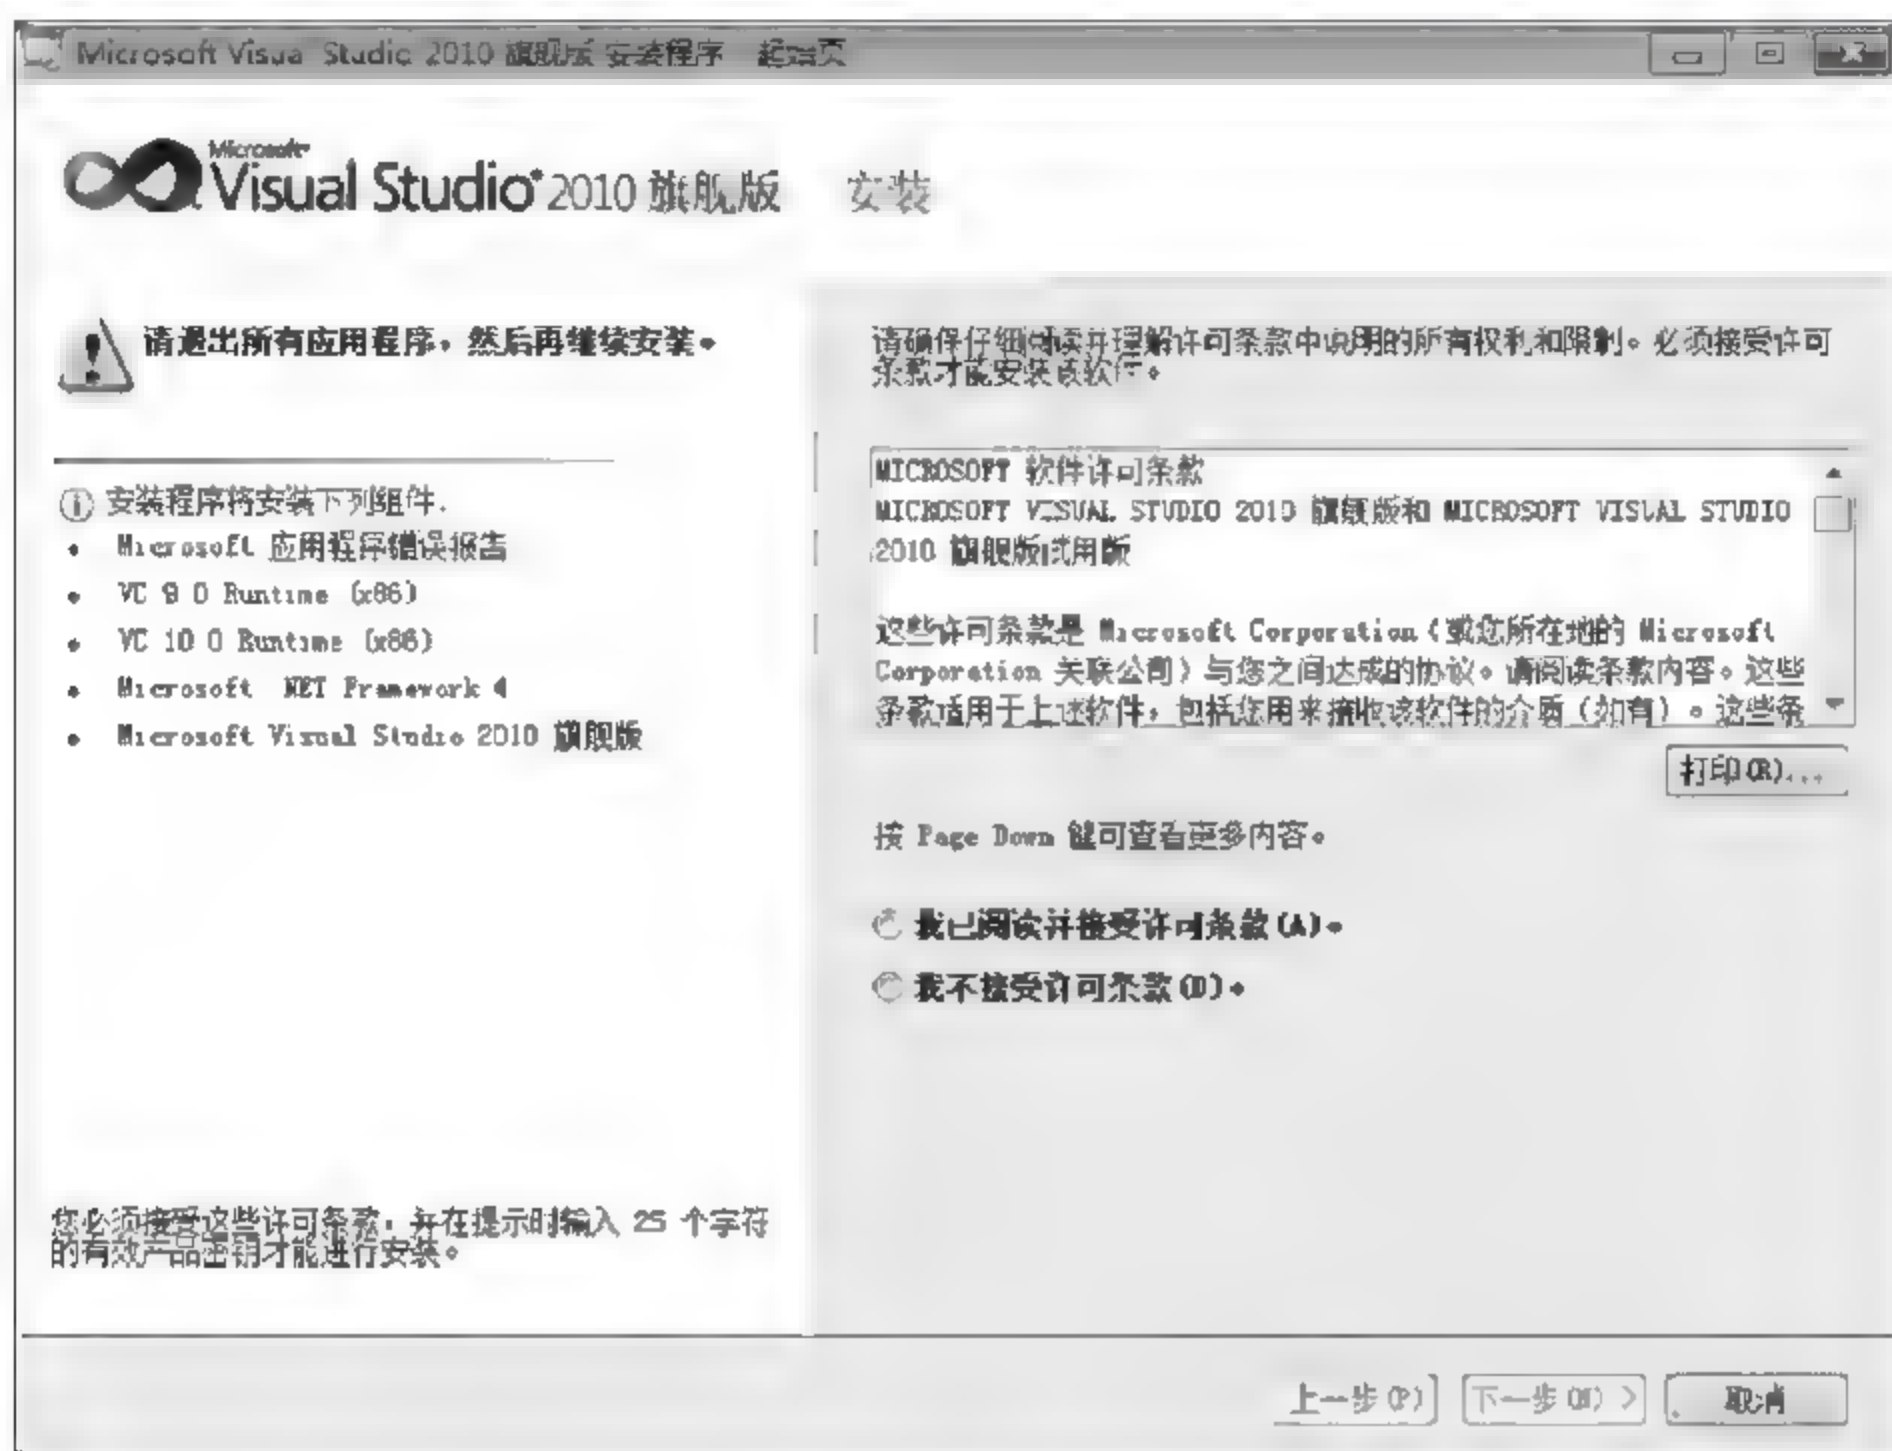 Microsoft Visual Studio 2010 旗舰版 安装程序 起始页
Microsoft
Visual Studio 2010 旗舰版 安装
请退出所有应用程序，然后再继续安装。
安装程序将安装下列组件:
Microsoft 应用程序错误报告
VC 9.0 Runtime (x86)
VC 10.0 Runtime (x86)
Microsoft .NET Framework 4
Microsoft Visual Studio 2010 旗舰版
您必须接受这些许可条款，并在提示时输入 25 个字符
的有效产品密钥才能进行安装。
请确保仔细阅读并理解许可条款中说明的所有权利和限制。必须接受许可
条款才能安装该软件。
MICROSOFT 软件许可条款
MICROSOFT VISUAL STUDIO 2010 旗舰版和 MICROSOFT VISUAL STUDIO
2010 旗舰版试用版
这些许可条款是 Microsoft Corporation（或您所在地的 Microsoft
Corporation 关联公司）与您之间达成的协议。请阅读条款内容。这些
条款适用于上述软件，包括您用来接收该软件的介质（如有）。这些条
打印(R)...
按 Page Down 键可查看更多内容。
我已阅读并接受许可条款(A)。
我不接受许可条款(D)。
上一步(P)
下一步(N) >
取消